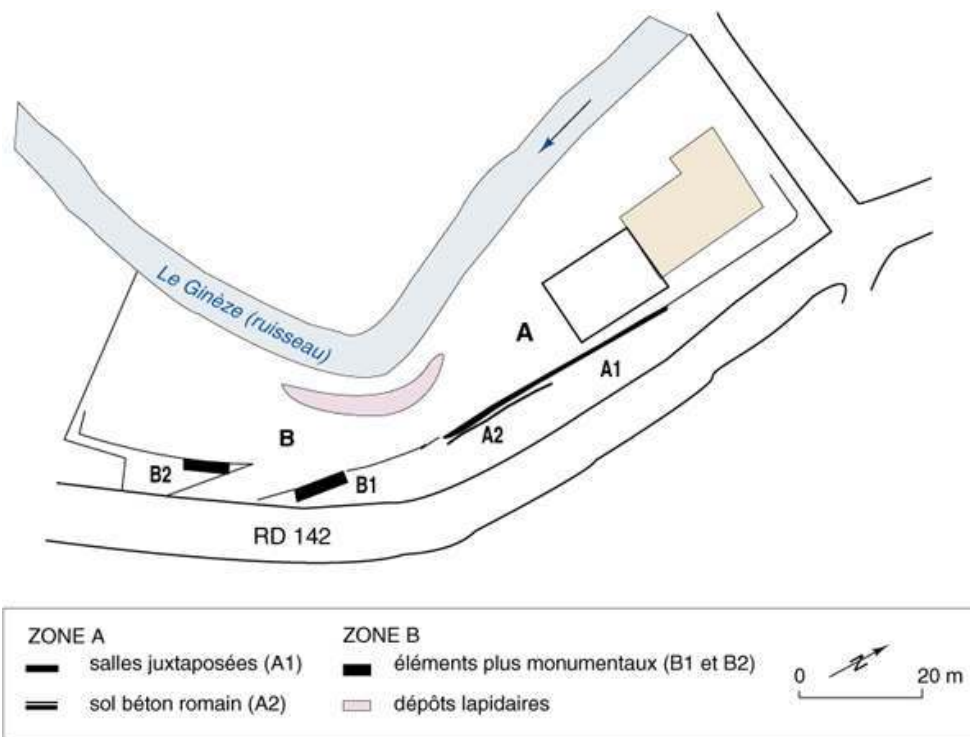 Le Ginèze (ruisseau)
A
A1
A2
B
B2
B1
RD 142
ZONE A
salles juxtaposées (A1)
sol béton romain (A2)
ZONE B
éléments plus monumentaux (B1 et B2)
dépôts lapidaires
N
0 20 m